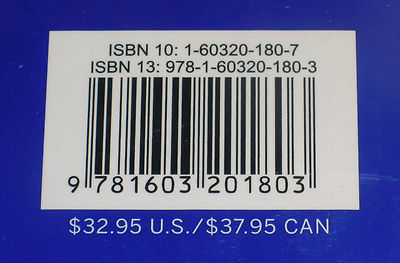 ISBN 10: 1-60320-180-7
ISBN 13: 978-1-60320-180-3
9 781603 201803
$32.95 U.S./$37.95 CAN